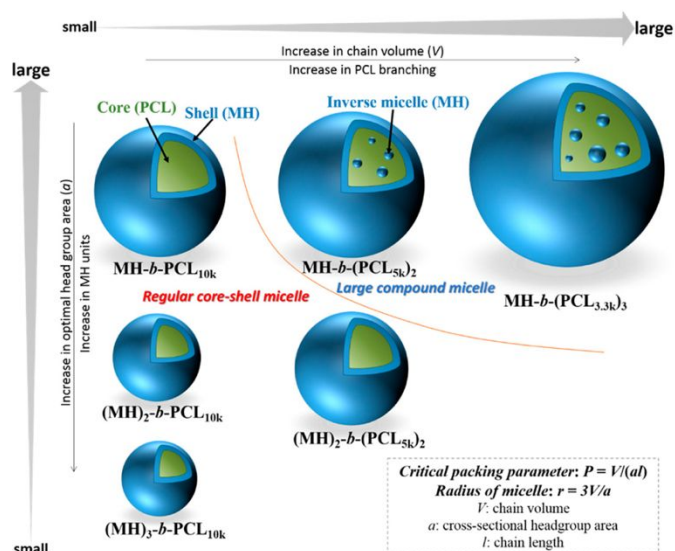 small
large
Increase in chain volume (V)
Increase in PCL branching
large
Core (PCL)
Shell (MH)
Inverse micelle (MH)
MH-b-PCL10k
MH-b-(PCL5k)2
MH-b-(PCL3.3k)3
Increase in optimal head group area (a)
Increase in MH units
Regular core-shell micelle
Large compound micelle
(MH)2-b-PCL10k
(MH)2-b-(PCL5k)2
(MH)3-b-PCL10k
Critical packing parameter: P = V/(al)
Radius of micelle: r = 3V/a
V: chain volume
a: cross-sectional headgroup area
l: chain length
small